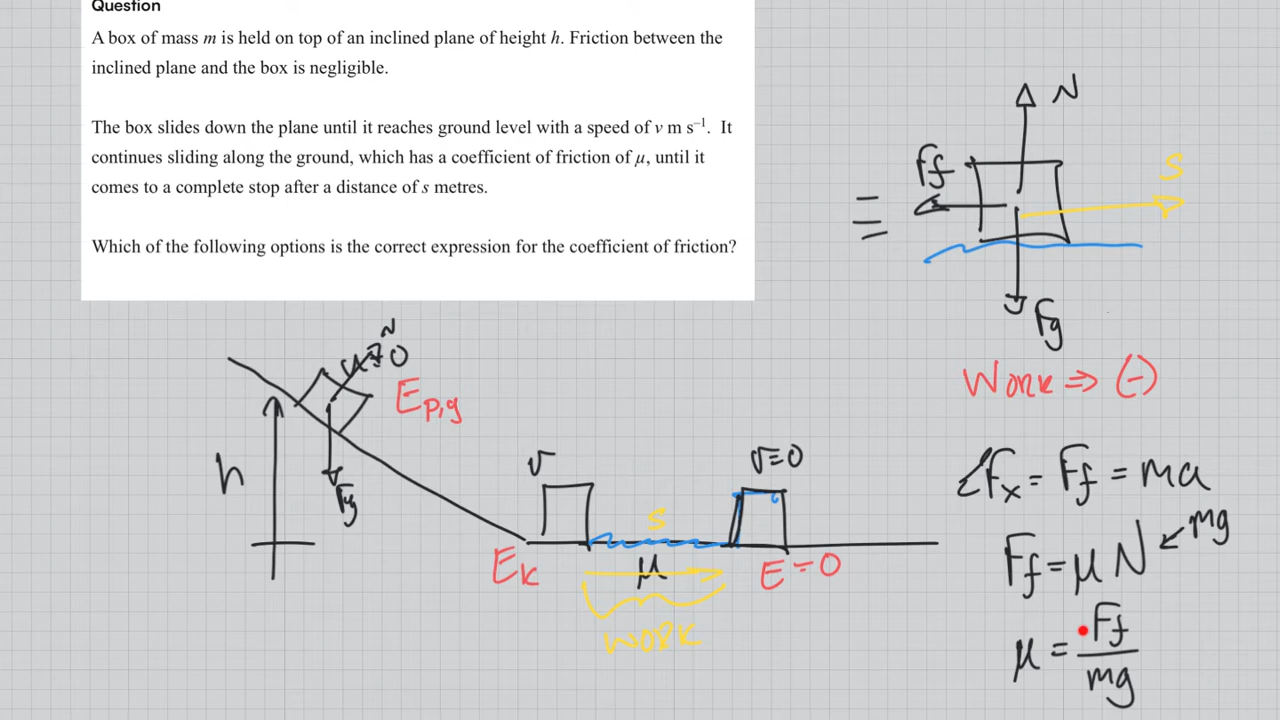 Question
A box of mass m is held on top of an inclined plane of height h. Friction between the
inclined plane and the box is negligible.
The box slides down the plane until it reaches ground level with a speed of v m s⁻¹. It
continues sliding along the ground, which has a coefficient of friction of μ, until it
comes to a complete stop after a distance of s metres.
Which of the following options is the correct expression for the coefficient of friction?
N
Ff
S
Fg
Work ⇒ (-)
N
0
Ep,g
h
Fg
v
v=0
S
Ek
μ
E=0
WORK
ΣFx = Ff = ma
Ff = μN ← mg
μ = Ff
mg